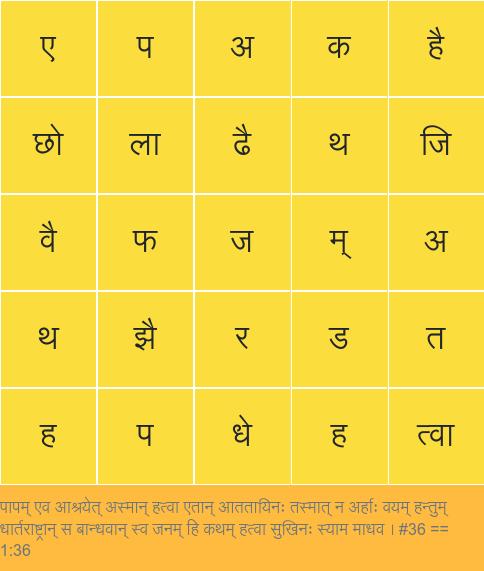 ए प अ क है
छो ला ढै थ जि
वै फ ज म् अ
थ झै र ड त
ह प धे ह त्वा
पापम् एव आश्रयेत् अस्मान् हत्वा एतान् आततायिनः तस्मात् न अर्हाः वयम् हन्तुम्
धार्तराष्ट्रान् स बान्धवान् स्व जनम् हि कथम् हत्वा सुखिनः स्याम माधव । #36 ==
1:36